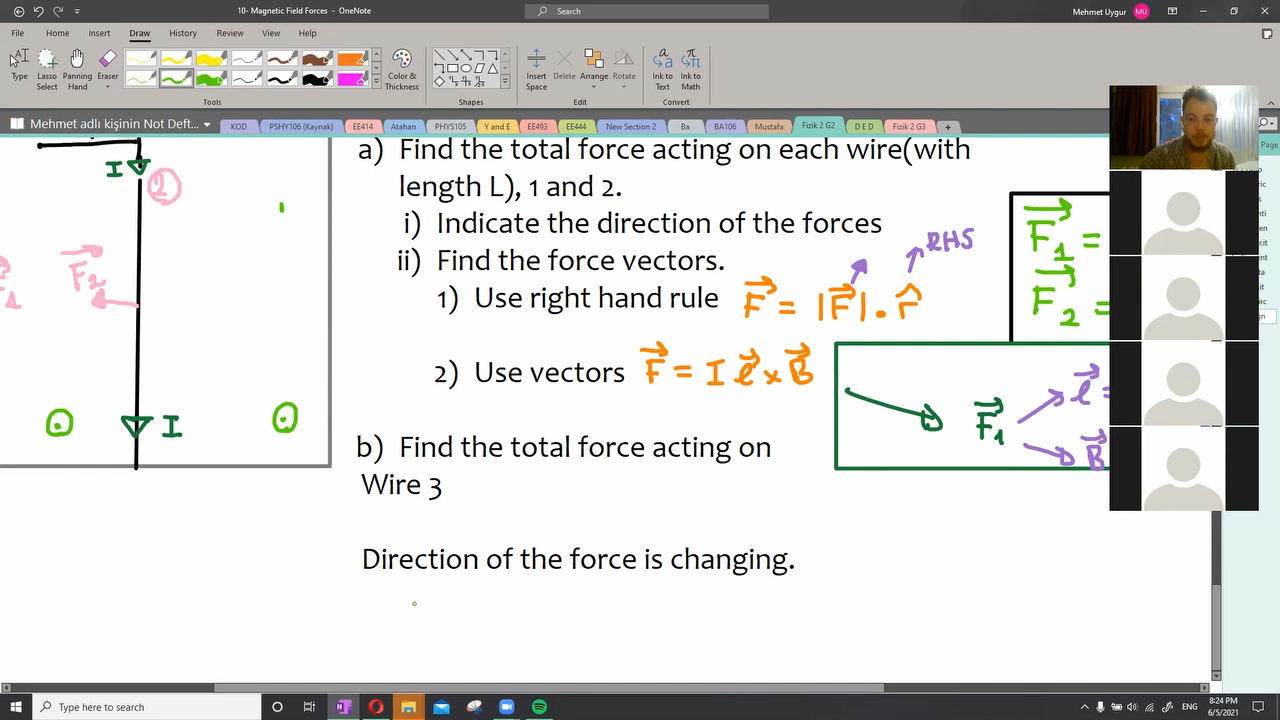 10- Magnetic Field Forces - OneNote
Search
Mehmet Uygur
MU
File Home Insert Draw History Review View Help
Type
Lasso Select
Panning Hand
Eraser
Color & Thickness
Insert Space
Delete
Arrange
Rotate
Ink to Text
Ink to Math
Tools
Shapes
Edit
Convert
Mehmet adlı kişinin Not Deft...
KOD PSHY106 (Kaynak) EE414 Atahan PHYS105 Y and E EE493 EE444 New Section 2 Ba BA106 Mustafa Fizik 2 G2 D E D Fizik 2 G3 +
Page
a) Find the total force acting on each wire(with
length L), 1 and 2.
i) Indicate the direction of the forces
ii) Find the force vectors.
1) Use right hand rule F⃗ = |F⃗| . r̂
RHS
2) Use vectors F⃗ = I ℓ⃗ x B⃗
b) Find the total force acting on
Wire 3
Direction of the force is changing.
I
2
F⃗2
I
F⃗1 =
F⃗2 =
F⃗1
ℓ⃗ =
B⃗
Type here to search
ENG
8:24 PM
6/5/2021